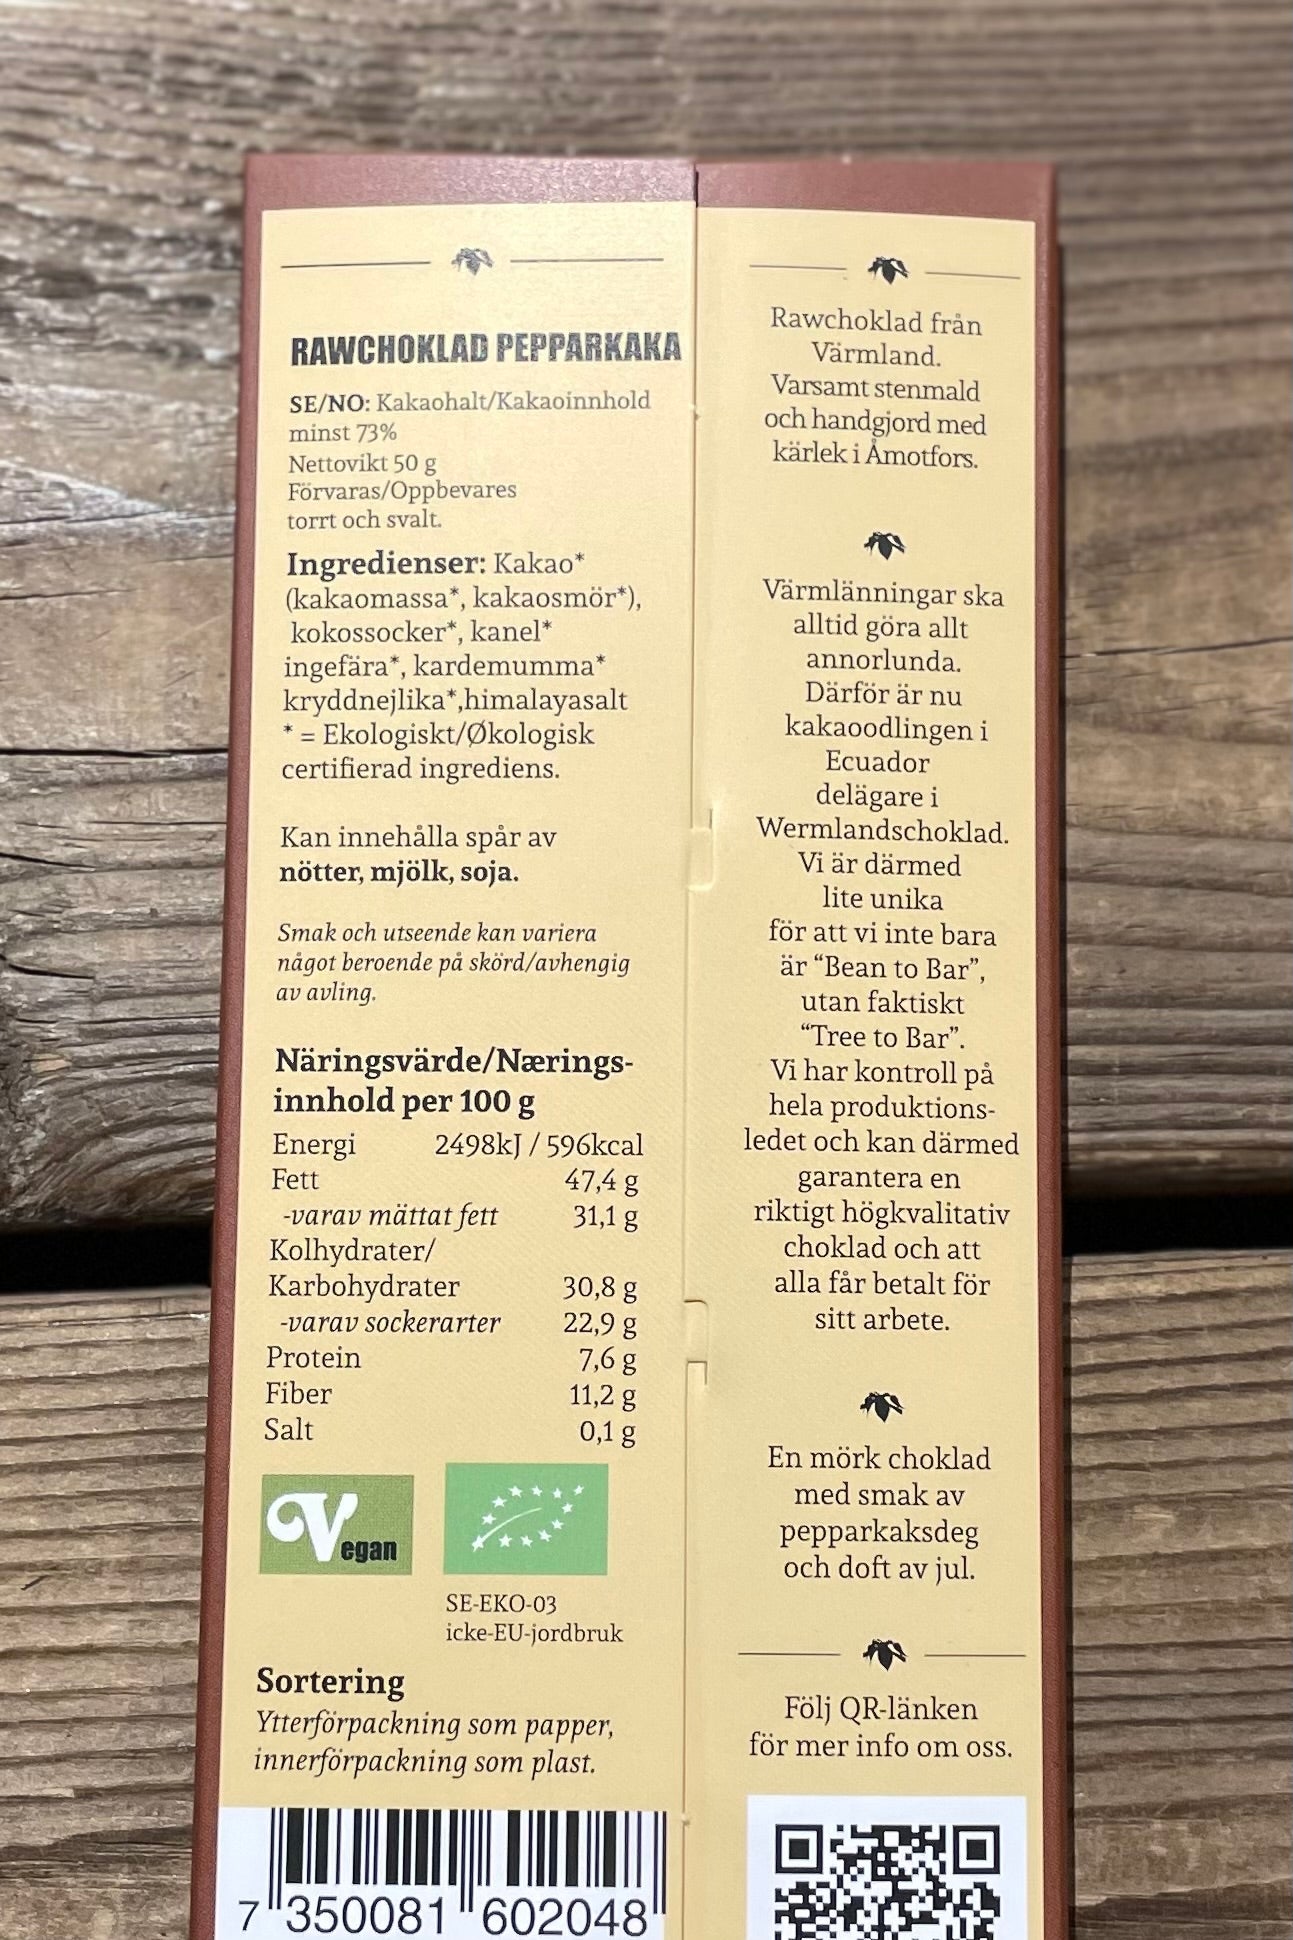 RAWCHOKLAD PEPPARKAKA
SE/NO: Kakaohalt/Kakaoinnhold
minst 73%
Nettovikt 50 g
Förvaras/Oppbevares
torrt och svalt.
Ingredienser: Kakao*
(kakaomassa*, kakaosmör*),
kokossocker*, kanel*
ingefära*, kardemumma*
kryddnejlika*,himalayasalt
* = Ekologiskt/Økologisk
certifierad ingrediens.
Kan innehålla spår av
nötter, mjölk, soja.
Smak och utseende kan variera
något beroende på skörd/avhengig
av avling.
Näringsvärde/Nærings-
innhold per 100 g
Energi 2498kJ / 596kcal
Fett 47,4 g
-varav mättat fett 31,1 g
Kolhydrater/
Karbohydrater 30,8 g
-varav sockerarter 22,9 g
Protein 7,6 g
Fiber 11,2 g
Salt 0,1 g
Vegan
SE-EKO-03
icke-EU-jordbruk
Sortering
Ytterförpackning som papper,
innerförpackning som plast.
7 350081 602048
Rawchoklad från
Värmland.
Varsamt stenmald
och handgjord med
kärlek i Åmotfors.
Värmlänningar ska
alltid göra allt
annorlunda.
Därför är nu
kakaoodlingen i
Ecuador
delägare i
Wermlandschoklad.
Vi är därmed
lite unika
för att vi inte bara
är “Bean to Bar”,
utan faktiskt
“Tree to Bar”.
Vi har kontroll på
hela produktions-
ledet och kan därmed
garantera en
riktigt högkvalitativ
choklad och att
alla får betalt för
sitt arbete.
En mörk choklad
med smak av
pepparkaksdeg
och doft av jul.
Följ QR-länken
för mer info om oss.